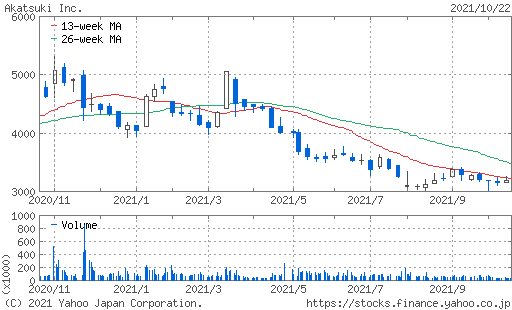 Akatsuki Inc. 2021/10/22
13-week MA
26-week MA
6000
5000
4000
3000
2020/11 2021/1 2021/3 2021/5 2021/7 2021/9
1000
Volume
800
600
400
200
0
(x1000)
2020/11 2021/1 2021/3 2021/5 2021/7 2021/9
(C) 2021 Yahoo Japan Corporation. https://stocks.finance.yahoo.co.jp/